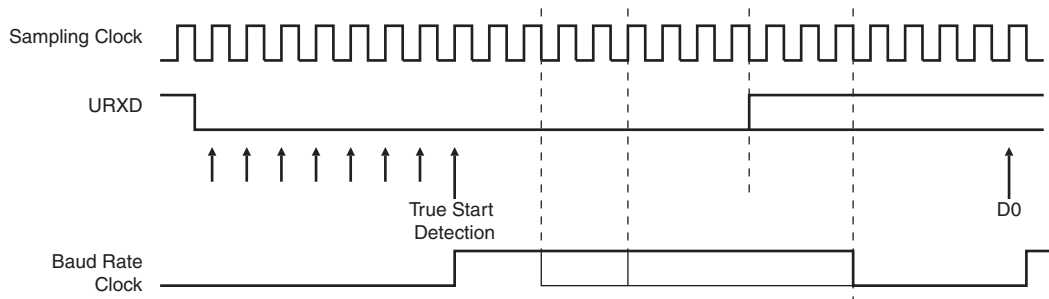 Sampling Clock
URXD
True Start
Detection
D0
Baud Rate
Clock